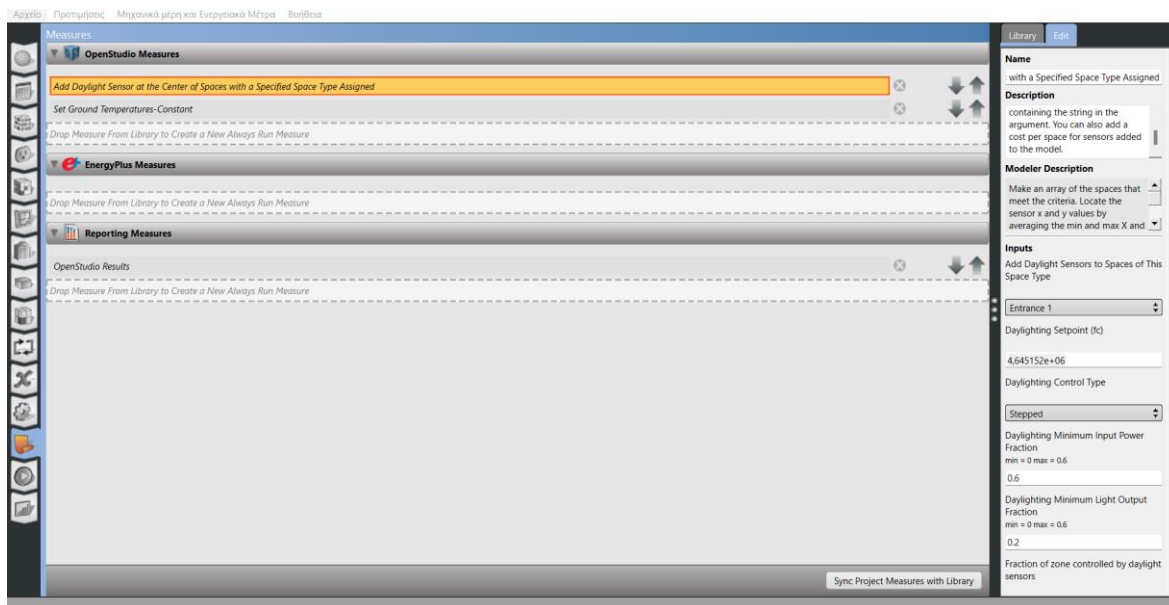 Αρχείο Προτιμήσεις Μηχανικά μέρη και Ενεργειακά Μέτρα Βοήθεια
Measures
OpenStudio Measures
Add Daylight Sensor at the Center of Spaces with a Specified Space Type Assigned
Set Ground Temperatures-Constant
Drop Measure From Library to Create a New Always Run Measure
EnergyPlus Measures
Drop Measure From Library to Create a New Always Run Measure
Reporting Measures
OpenStudio Results
Drop Measure From Library to Create a New Always Run Measure
Sync Project Measures with Library
Library Edit
Name
with a Specified Space Type Assigned
Description
containing the string in the
argument. You can also add a
cost per space for sensors added
to the model.
Modeler Description
Make an array of the spaces that
meet the criteria. Locate the
sensor x and y values by
averaging the min and max X and
Inputs
Add Daylight Sensors to Spaces of This
Space Type
Entrance 1
Daylighting Setpoint (fc)
4,645152e+06
Daylighting Control Type
Stepped
Daylighting Minimum Input Power
Fraction
min = 0 max = 0.6
0.6
Daylighting Minimum Light Output
Fraction
min = 0 max = 0.6
0.2
Fraction of zone controlled by daylight
sensors